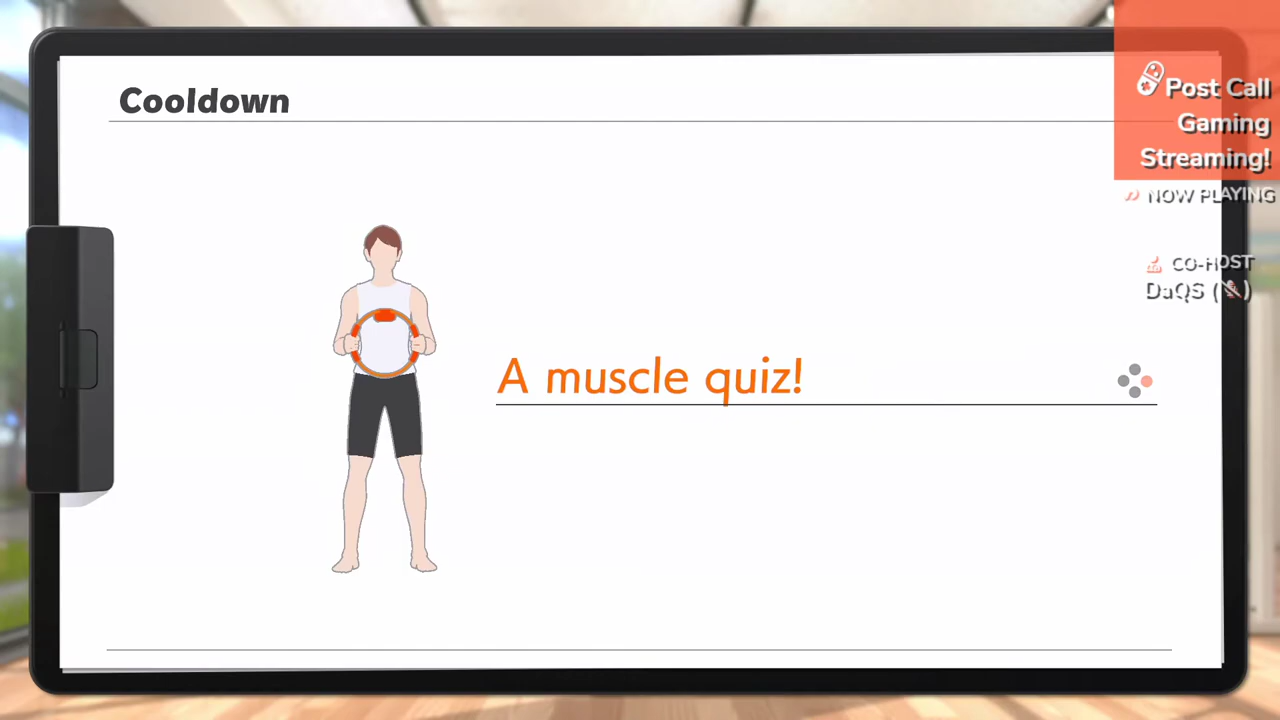 Cooldown
Post Call
Gaming
Streaming!
NOW PLAYING
CO-HOST
DaQS ( )
A muscle quiz!